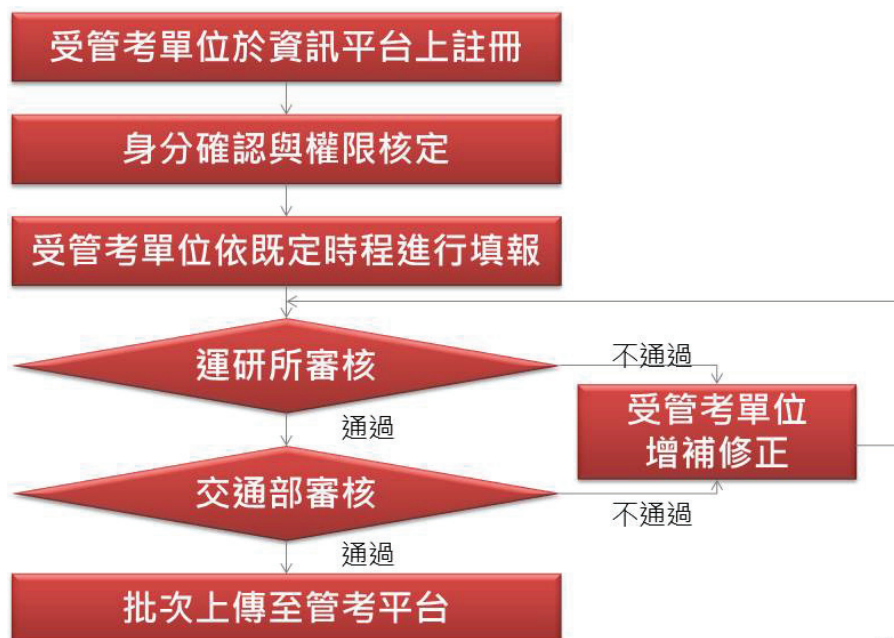 受管考單位於資訊平台上註冊
身分確認與權限核定
受管考單位依既定時程進行填報
運研所審核
不通過
通過
受管考單位
增補修正
交通部審核
不通過
通過
批次上傳至管考平台